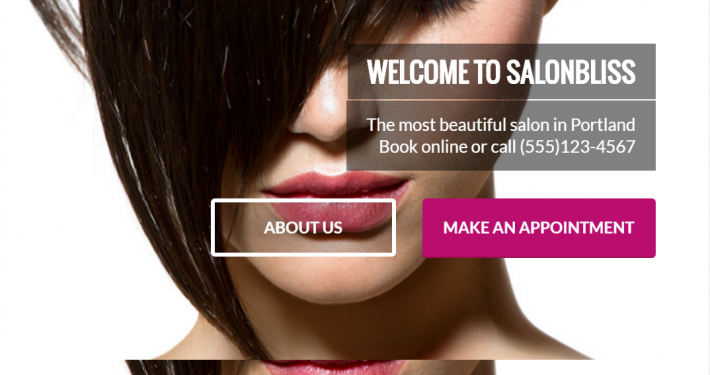 WELCOME TO SALONBLISS
The most beautiful salon in Portland
Book online or call (555)123-4567
ABOUT US
MAKE AN APPOINTMENT